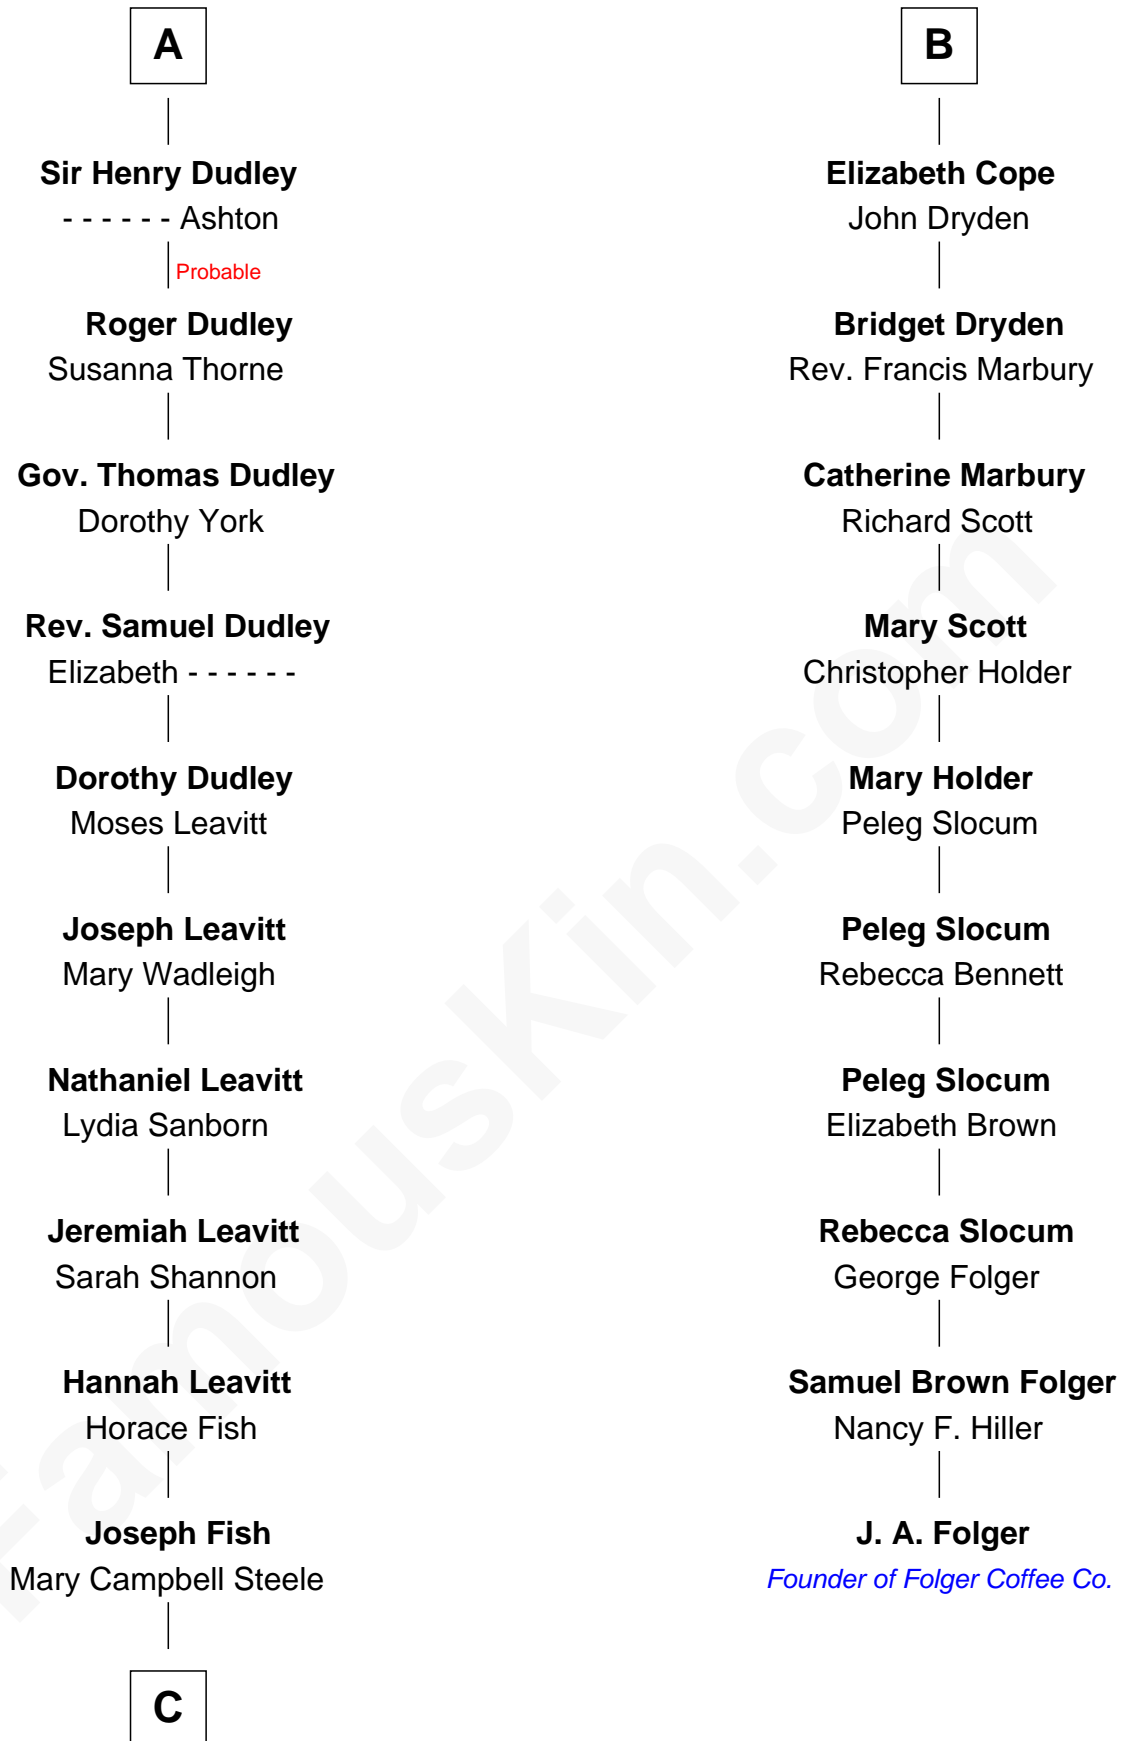 A
Sir Henry Dudley
- - - - - - Ashton
Probable
Roger Dudley
Susanna Thorne
Gov. Thomas Dudley
Dorothy York
Rev. Samuel Dudley
Elizabeth - - - - - -
Dorothy Dudley
Moses Leavitt
Joseph Leavitt
Mary Wadleigh
Nathaniel Leavitt
Lydia Sanborn
Jeremiah Leavitt
Sarah Shannon
Hannah Leavitt
Horace Fish
Joseph Fish
Mary Campbell Steele
C
B
Elizabeth Cope
John Dryden
Bridget Dryden
Rev. Francis Marbury
Catherine Marbury
Richard Scott
Mary Scott
Christopher Holder
Mary Holder
Peleg Slocum
Peleg Slocum
Rebecca Bennett
Peleg Slocum
Elizabeth Brown
Rebecca Slocum
George Folger
Samuel Brown Folger
Nancy F. Hiller
J. A. Folger
Founder of Folger Coffee Co.
FamousKin.com